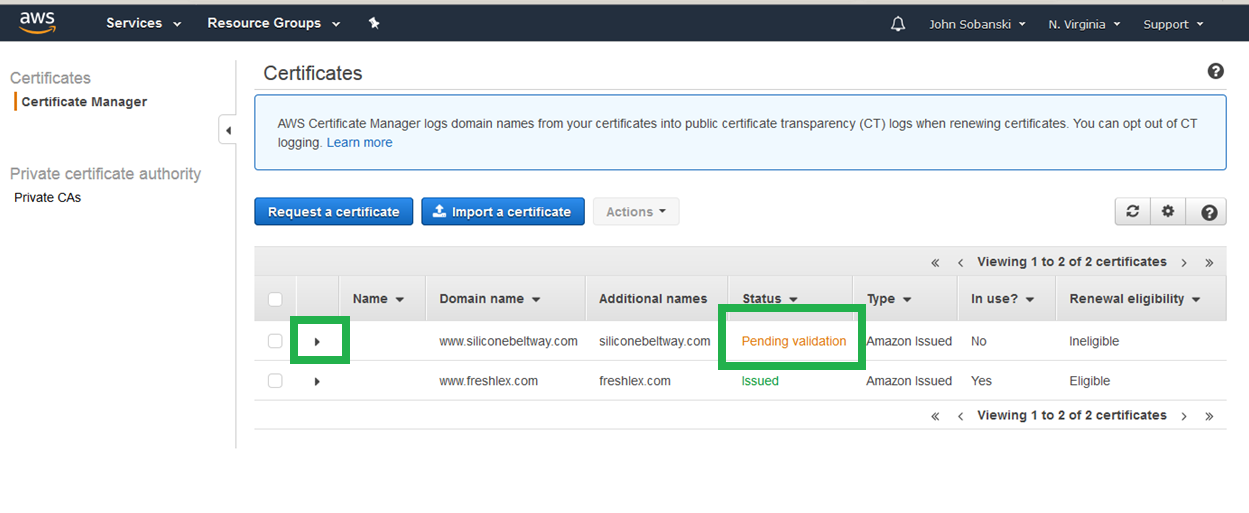 aws Services Resource Groups John Sobanski N. Virginia Support
Certificates
Certificate Manager
Private certificate authority
Private CAs
Certificates
AWS Certificate Manager logs domain names from your certificates into public certificate transparency (CT) logs when renewing certificates. You can opt out of CT
logging. Learn more
Request a certificate Import a certificate Actions
« ‹ Viewing 1 to 2 of 2 certificates › »
Name Domain name Additional names Status Type In use? Renewal eligibility
www.siliconebeltway.com siliconebeltway.com Pending validation Amazon Issued No Ineligible
www.freshlex.com freshlex.com Issued Amazon Issued Yes Eligible
« ‹ Viewing 1 to 2 of 2 certificates › »